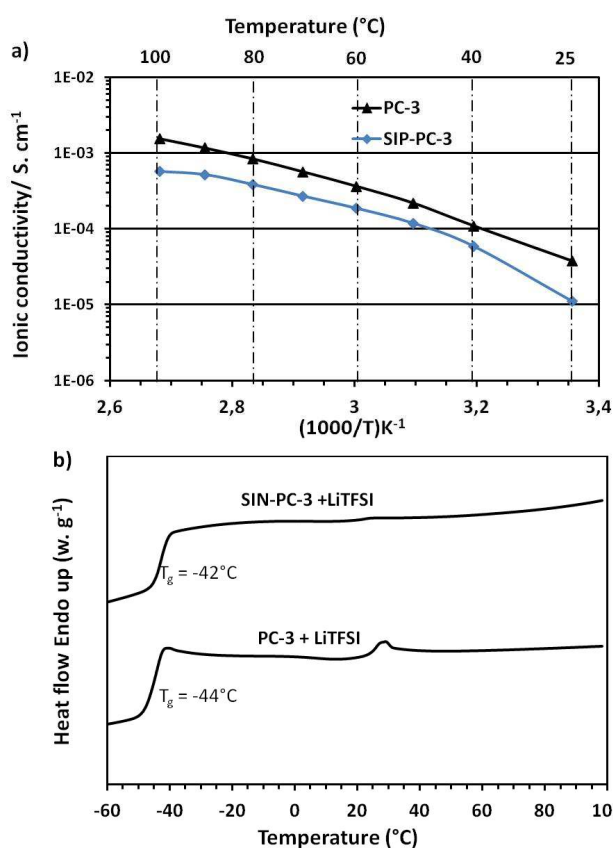 Temperature (°C)
a) 100 80 60 40 25
1E-02
PC-3
SIP-PC-3
1E-03
1E-04
1E-05
1E-06
Ionic conductivity/ S. cm⁻¹
2,6 2,8 3 3,2 3,4
(1000/T)K⁻¹
b)
SIN-PC-3 +LiTFSI
Tg = -42°C
PC-3 + LiTFSI
Tg = -44°C
Heat flow Endo up (w. g⁻¹)
-60 -40 -20 0 20 40 60 80 10
Temperature (°C)